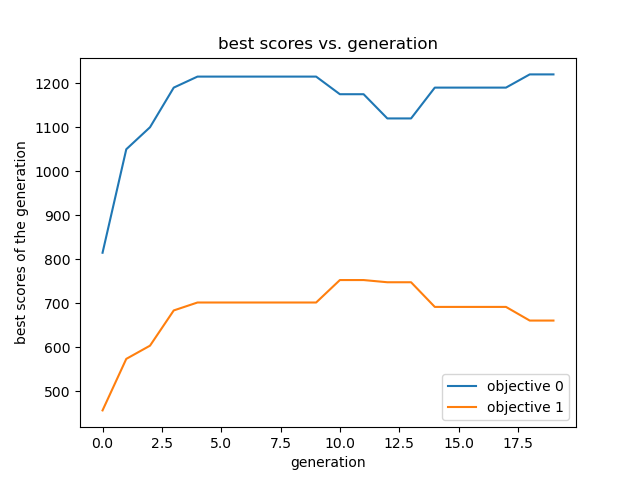 best scores vs. generation
best scores of the generation
1200
1100
1000
900
800
700
600
500
0.0 2.5 5.0 7.5 10.0 12.5 15.0 17.5
generation
objective 0
objective 1